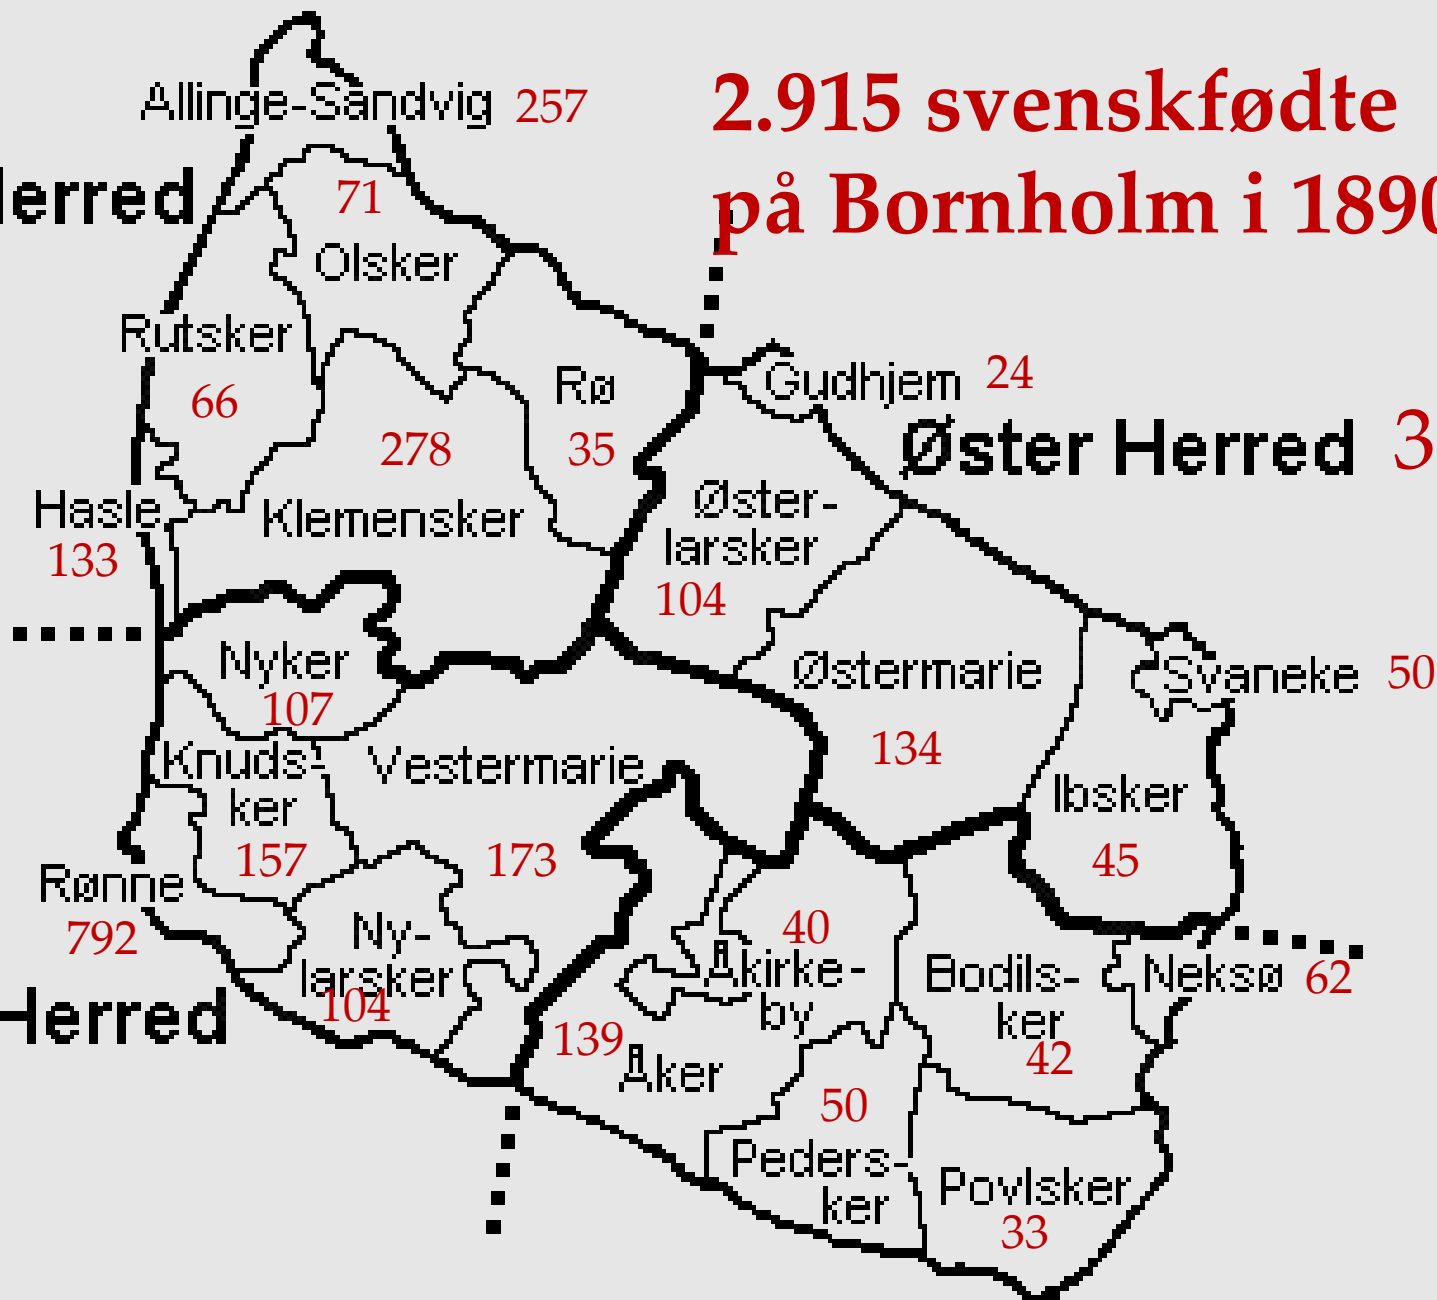 2.915 svenskfødte
på Bornholm i 1890
Allinge-Sandvig 257
Herred
71
Olsker
Rutsker
66
Rø
35
278
Klemensker
Gudhjem 24
Øster Herred 3
Hasle
133
Øster-
larsker
104
Nyker
107
Østermarie
134
Svaneke 50
Knuds-
ker
157
Vestermarie
173
Ibsker
45
Rønne
792
Ny-
larsker
104
40
Åkirke-
by
Bodils-
ker
42
Neksø 62
Herred
139
Åker
50
Peders-
ker
Povlsker
33